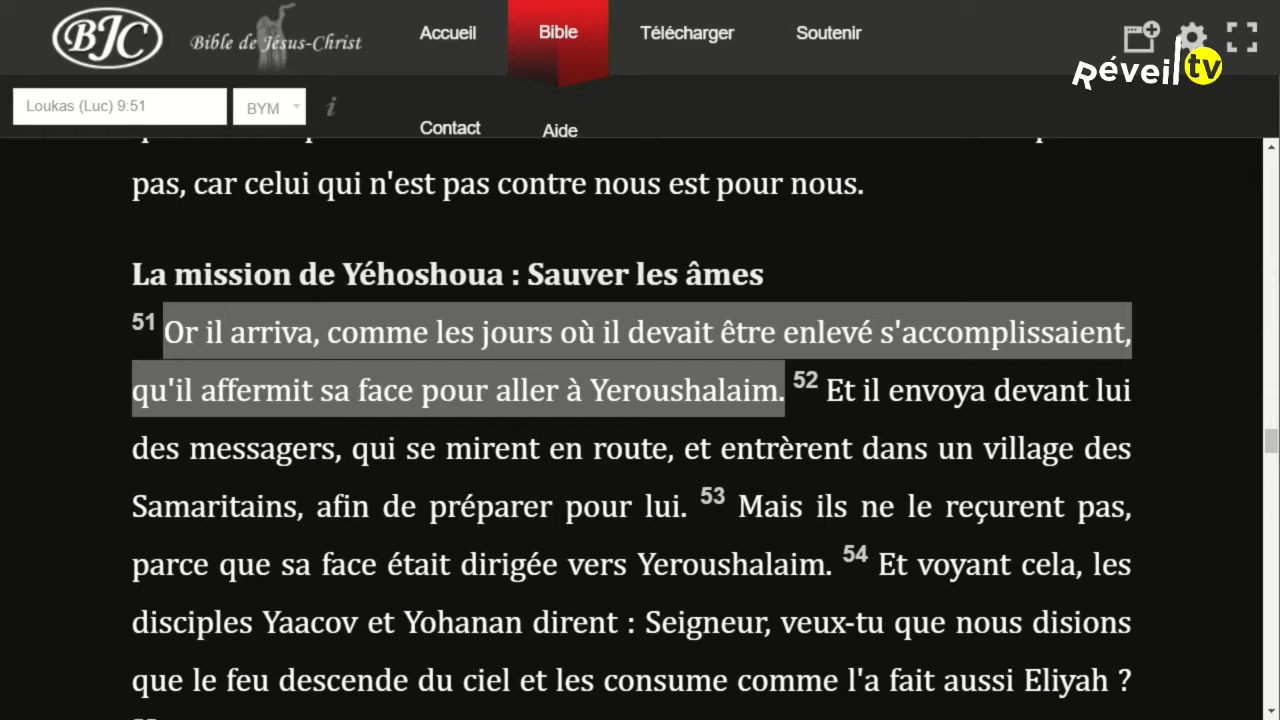 BJC Bible de Jésus-Christ
Accueil
Bible
Télécharger
Soutenir
Réveil tv
Loukas (Luc) 9:51
BYM
i
Contact
Aide
pas, car celui qui n'est pas contre nous est pour nous.
La mission de Yéhoshoua : Sauver les âmes
51 Or il arriva, comme les jours où il devait être enlevé s'accomplissaient,
qu'il affermit sa face pour aller à Yeroushalaim. 52 Et il envoya devant lui
des messagers, qui se mirent en route, et entrèrent dans un village des
Samaritains, afin de préparer pour lui. 53 Mais ils ne le reçurent pas,
parce que sa face était dirigée vers Yeroushalaim. 54 Et voyant cela, les
disciples Yaacov et Yohanan dirent : Seigneur, veux-tu que nous disions
que le feu descende du ciel et les consume comme l'a fait aussi Eliyah ?